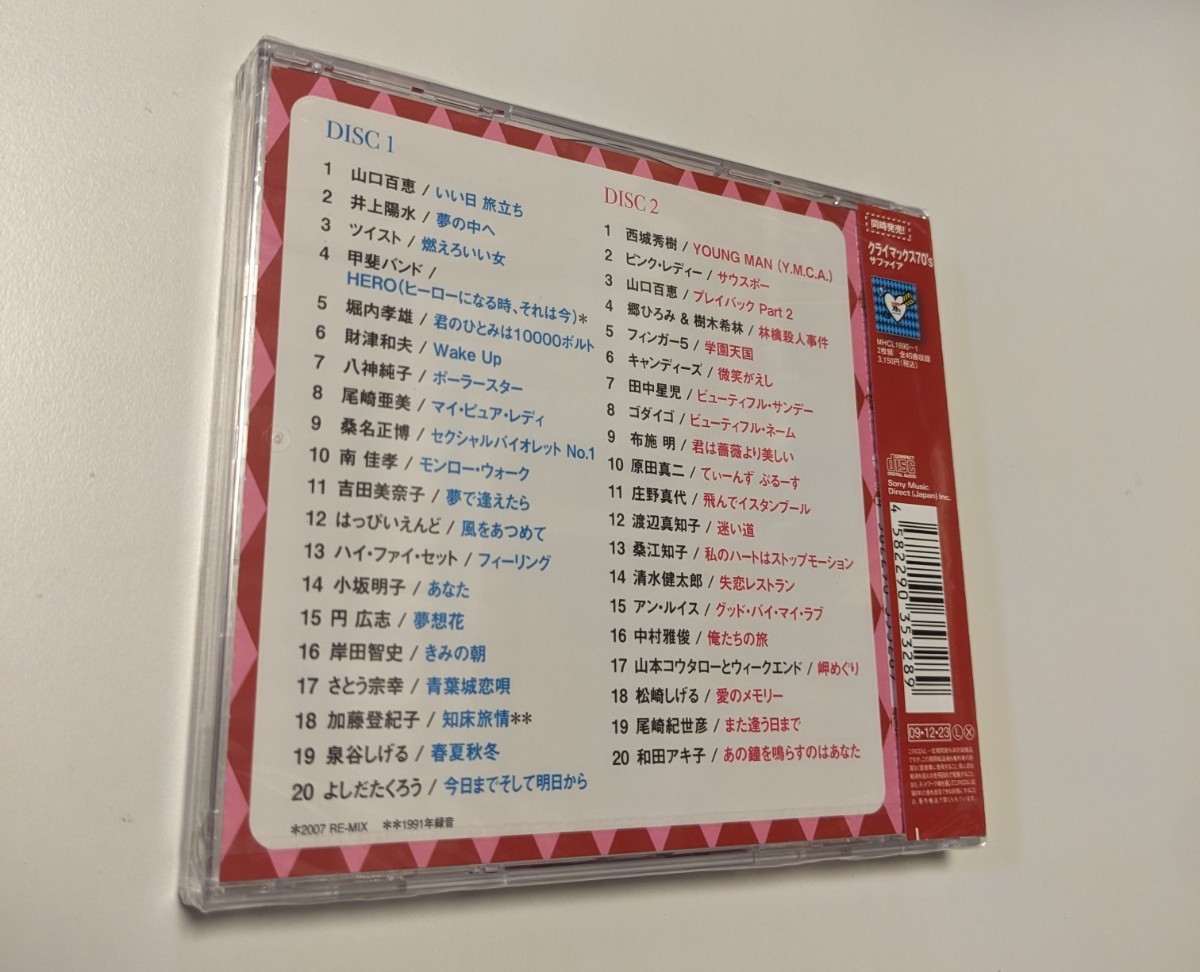 DISC 1
1 山口百恵 / いい日 旅立ち
2 井上陽水 / 夢の中へ
3 ツイスト / 燃えろいい女
4 甲斐バンド /
HERO(ヒーローになる時、それは今)*
5 堀内孝雄 / 君のひとみは10000ボルト
6 財津和夫 / Wake Up
7 八神純子 / ポーラースター
8 尾崎亜美 / マイ・ピュア・レディ
9 桑名正博 / セクシャルバイオレット No.1
10 南 佳孝 / モンロー・ウォーク
11 吉田美奈子 / 夢で逢えたら
12 はっぴいえんど / 風をあつめて
13 ハイ・ファイ・セット / フィーリング
14 小坂明子 / あなた
15 円 広志 / 夢想花
16 岸田智史 / きみの朝
17 さとう宗幸 / 青葉城恋唄
18 加藤登紀子 / 知床旅情**
19 泉谷しげる / 春夏秋冬
20 よしだたくろう / 今日までそして明日から
*2007 RE-MIX **1991年録音
DISC 2
1 西城秀樹 / YOUNG MAN (Y.M.C.A.)
2 ピンク・レディー / サウスポー
3 山口百恵 / プレイバック Part 2
4 郷ひろみ & 樹木希林 / 林檎殺人事件
5 フィンガー5 / 学園天国
6 キャンディーズ / 微笑がえし
7 田中星児 / ビューティフル・サンデー
8 ゴダイゴ / ビューティフル・ネーム
9 布施 明 / 君は薔薇より美しい
10 原田真二 / てぃーんず ぶるーす
11 庄野真代 / 飛んでイスタンブール
12 渡辺真知子 / 迷い道
13 桑江知子 / 私のハートはストップモーション
14 清水健太郎 / 失恋レストラン
15 アン・ルイス / グッド・バイ・マイ・ラブ
16 中村雅俊 / 俺たちの旅
17 山本コウタローとウィークエンド / 岬めぐり
18 松崎しげる / 愛のメモリー
19 尾崎紀世彦 / また逢う日まで
20 和田アキ子 / あの鐘を鳴らすのはあなた
同時発売!
クライマックス70's
サファイア
MHCL1690~1
2枚組 全40曲収録
3,150円(税込)
COMPACT
disc
DIGITAL AUDIO
Sony Music
Direct (Japan) Inc.
4 582290 353289
09・12・23 Ⓛ Ⓧ